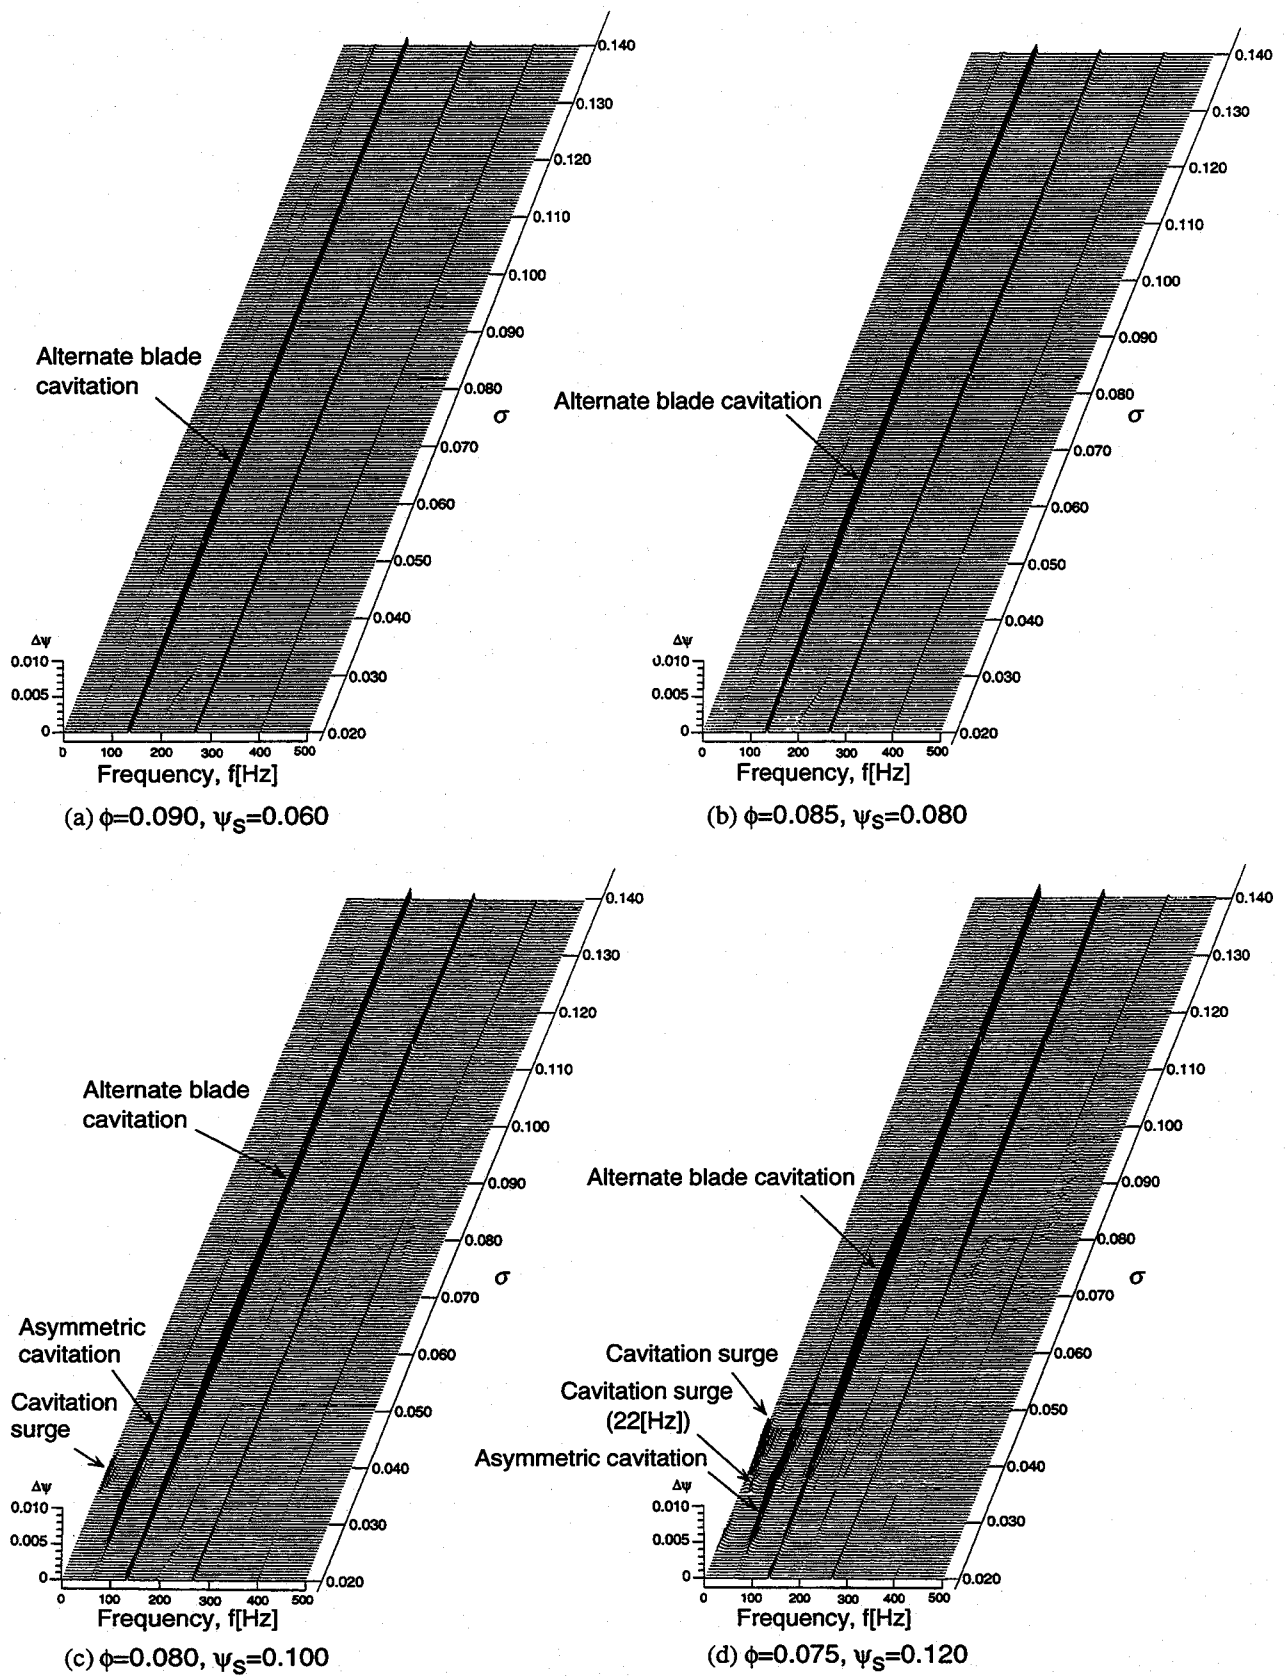 0.140
0.130
0.120
0.110
0.100
0.090
0.080
σ
0.070
0.060
0.050
0.040
0.030
0.020
Alternate blade
cavitation
Δψ
0.010
0.005
0
0 100 200 300 400 500
Frequency, f[Hz]
(a) ϕ=0.090, ψS=0.060
0.140
0.130
0.120
0.110
0.100
0.090
0.080
σ
0.070
0.060
0.050
0.040
0.030
0.020
Alternate blade cavitation
Δψ
0.010
0.005
0
0 100 200 300 400 500
Frequency, f[Hz]
(b) ϕ=0.085, ψS=0.080
0.140
0.130
0.120
0.110
0.100
0.090
0.080
σ
0.070
0.060
0.050
0.040
0.030
0.020
Alternate blade
cavitation
Asymmetric
cavitation
Cavitation
surge
Δψ
0.010
0.005
0
0 100 200 300 400 500
Frequency, f[Hz]
(c) ϕ=0.080, ψS=0.100
0.140
0.130
0.120
0.110
0.100
0.090
0.080
σ
0.070
0.060
0.050
0.040
0.030
0.020
Alternate blade cavitation
Cavitation surge
Cavitation surge
(22[Hz])
Asymmetric cavitation
Δψ
0.010
0.005
0
0 100 200 300 400 500
Frequency, f[Hz]
(d) ϕ=0.075, ψS=0.120